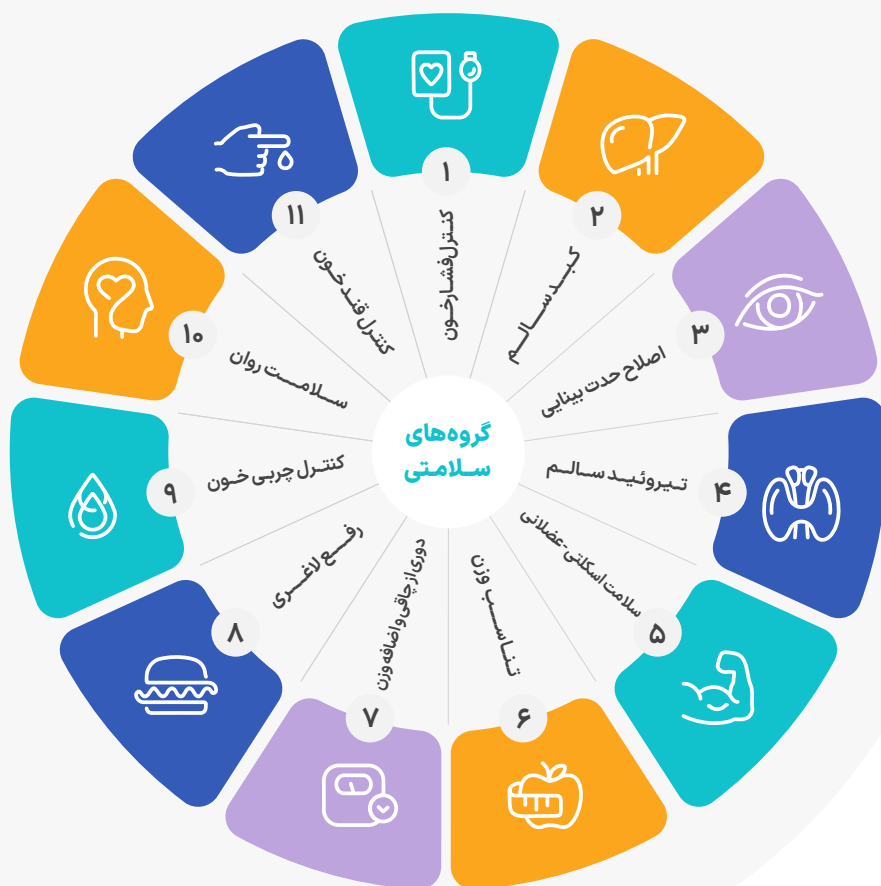 گروه‌های
سلامتی
۱
کنترل فشار خون
۲
کبد سالم
۳
اصلاح حدت بینایی
۴
تیروئید سالم
۵
سلامت اسکلتی-عضلانی
۶
تناسب وزن
۷
دوری از چاقی و اضافه وزن
۸
رفع لاغری
۹
کنترل چربی خون
۱۰
سلامت روان
۱۱
کنترل قند خون